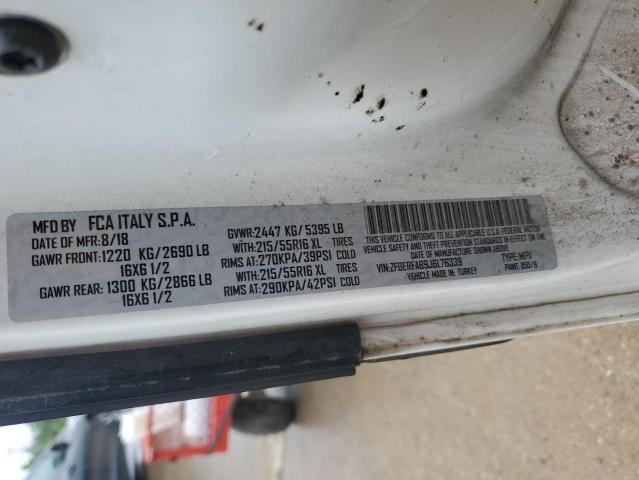 MFD BY FCA ITALY S.P.A.
DATE OF MFR:8/18
GAWR FRONT:1220 KG/2690 LB
16X6 1/2
GAWR REAR: 1300 KG/2866 LB
16X6 1/2
GVWR:2447 KG/ 5395 LB
WITH:215/55R16 XL TIRES
RIMS AT:270KPA/39PSI COLD
WITH:215/55R16 XL TIRES
RIMS AT:290KPA/42PSI COLD
THIS VEHICLE CONFORMS TO ALL APPLICABLE U.S.A. FEDERAL MOTOR
VEHICLE SAFETY STANDARDS IN EFFECT ON THE
DATE OF MANUFACTURE SHOWN ABOVE.
VIN:ZFBERFAB9J6L76339 TYPE: MPV
VEHICLE MADE IN: TURKEY PAINT: 650/B